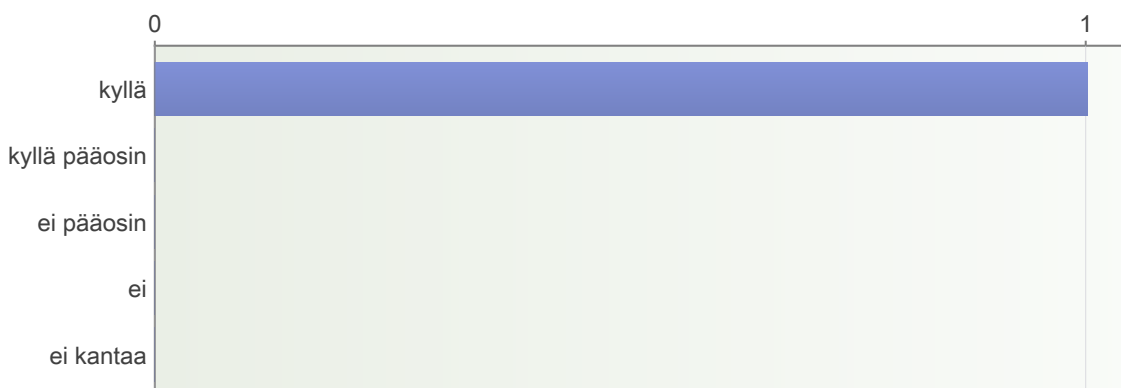 0 1
kyllä
kyllä pääosin
ei pääosin
ei
ei kantaa